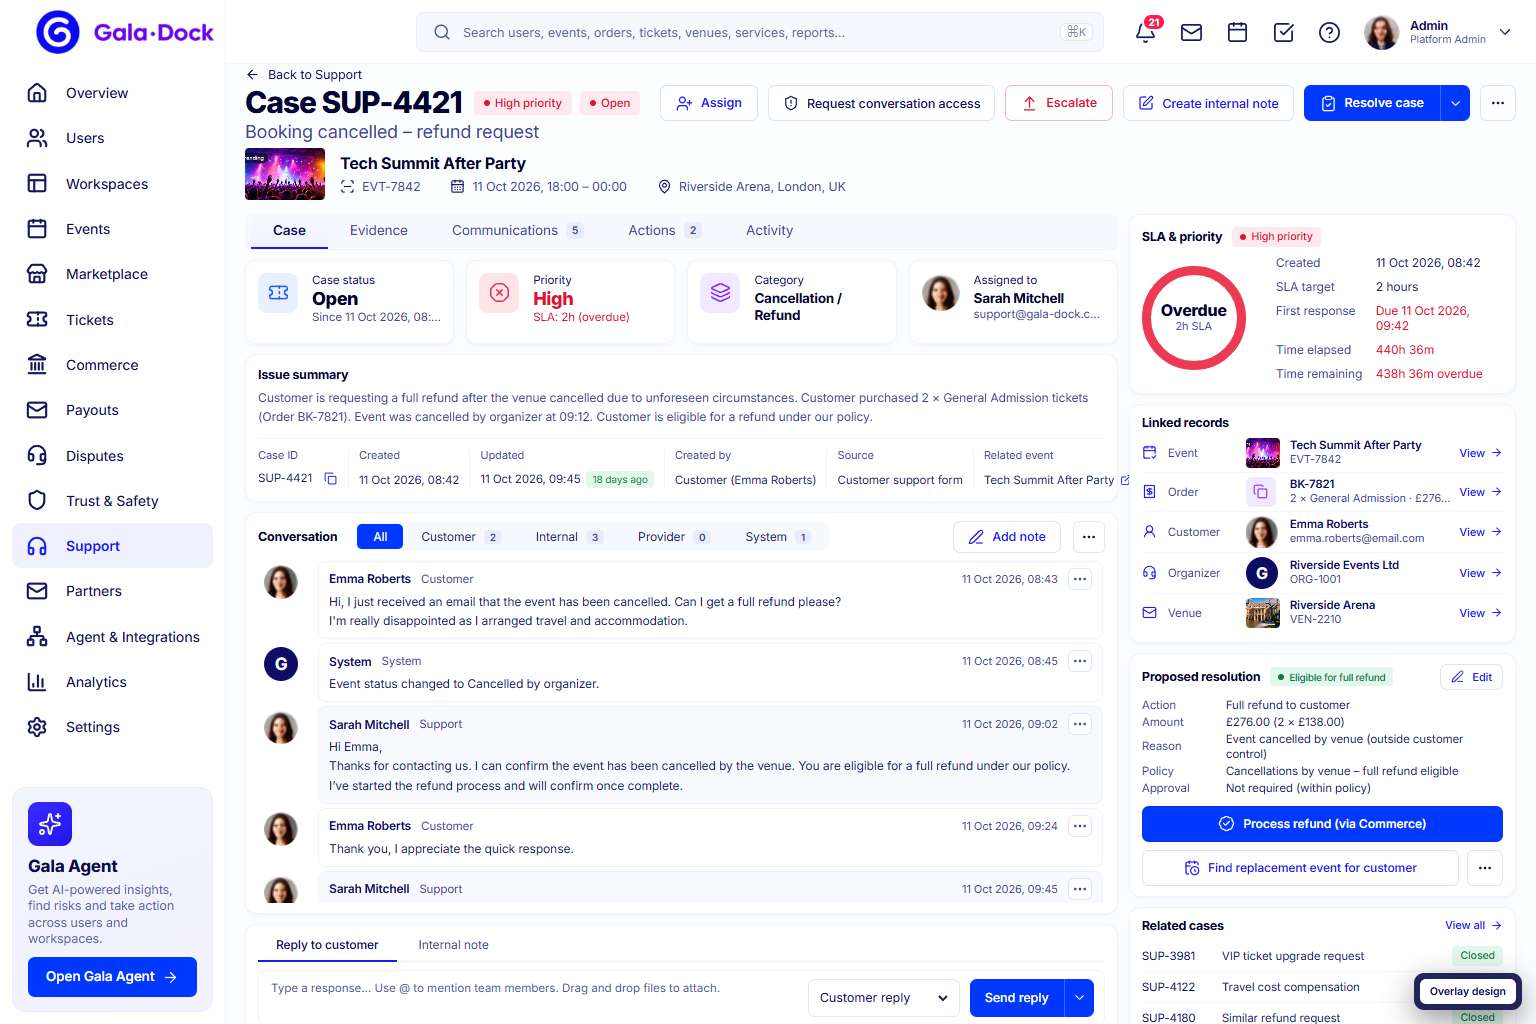 Gala·Dock
Search users, events, orders, tickets, venues, services, reports...
⌘K
21
Admin
Platform Admin
Overview
Users
Workspaces
Events
Marketplace
Tickets
Commerce
Payouts
Disputes
Trust & Safety
Support
Partners
Agent & Integrations
Analytics
Settings
Gala Agent
Get AI-powered insights,
find risks and take action
across users and
workspaces.
Open Gala Agent
Back to Support
Case SUP-4421
High priority
Open
Assign
Request conversation access
Escalate
Create internal note
Resolve case
Booking cancelled – refund request
Tech Summit After Party
EVT-7842
11 Oct 2026, 18:00 – 00:00
Riverside Arena, London, UK
Case
Evidence
Communications 5
Actions 2
Activity
Case status
Open
Since 11 Oct 2026, 08:...
Priority
High
SLA: 2h (overdue)
Category
Cancellation /
Refund
Assigned to
Sarah Mitchell
support@gala-dock.c...
Issue summary
Customer is requesting a full refund after the venue cancelled due to unforeseen circumstances. Customer purchased 2 × General Admission tickets
(Order BK-7821). Event was cancelled by organizer at 09:12. Customer is eligible for a refund under our policy.
Case ID
SUP-4421
Created
11 Oct 2026, 08:42
Updated
11 Oct 2026, 09:45 18 days ago
Created by
Customer (Emma Roberts)
Source
Customer support form
Related event
Tech Summit After Party
Conversation
All
Customer 2
Internal 3
Provider 0
System 1
Add note
Emma Roberts Customer 11 Oct 2026, 08:43
Hi, I just received an email that the event has been cancelled. Can I get a full refund please?
I'm really disappointed as I arranged travel and accommodation.
G
System System 11 Oct 2026, 08:45
Event status changed to Cancelled by organizer.
Sarah Mitchell Support 11 Oct 2026, 09:02
Hi Emma,
Thanks for contacting us. I can confirm the event has been cancelled by the venue. You are eligible for a full refund under our policy.
I've started the refund process and will confirm once complete.
Emma Roberts Customer 11 Oct 2026, 09:24
Thank you, I appreciate the quick response.
Sarah Mitchell Support 11 Oct 2026, 09:45
Reply to customer
Internal note
Type a response... Use @ to mention team members. Drag and drop files to attach.
Customer reply
Send reply
SLA & priority
High priority
Overdue
2h SLA
Created 11 Oct 2026, 08:42
SLA target 2 hours
First response Due 11 Oct 2026,
09:42
Time elapsed 440h 36m
Time remaining 438h 36m overdue
Linked records
Event
Tech Summit After Party
EVT-7842
View
Order
BK-7821
2 × General Admission · £276...
View
Customer
Emma Roberts
emma.roberts@email.com
View
Organizer
G
Riverside Events Ltd
ORG-1001
View
Venue
Riverside Arena
VEN-2210
View
Proposed resolution
Eligible for full refund
Edit
Action Full refund to customer
Amount £276.00 (2 × £138.00)
Reason Event cancelled by venue (outside customer
control)
Policy Cancellations by venue – full refund eligible
Approval Not required (within policy)
Process refund (via Commerce)
Find replacement event for customer
Related cases
View all
SUP-3981 VIP ticket upgrade request Closed
SUP-4122 Travel cost compensation
SUP-4180 Similar refund request Closed
Overlay design